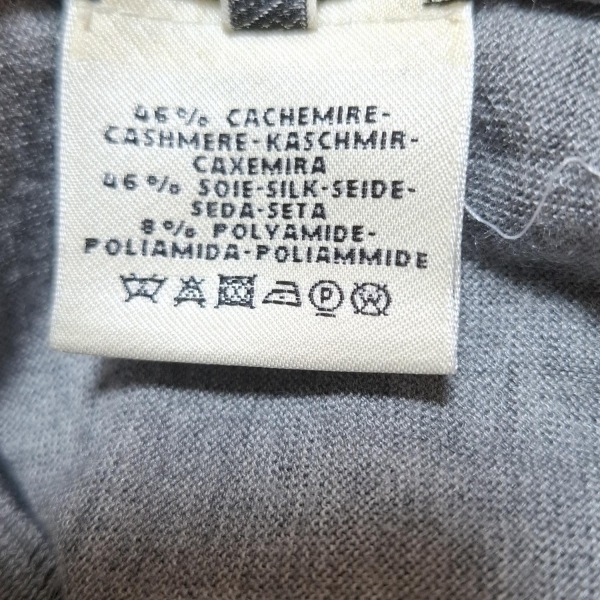 46% CACHEMIRE-
CASHMERE-KASCHMIR-
CAXEMIRA
46% SOIE-SILK-SEIDE-
SEDA-SETA
8% POLYAMIDE-
POLIAMIDA-POLIAMMIDE
P W